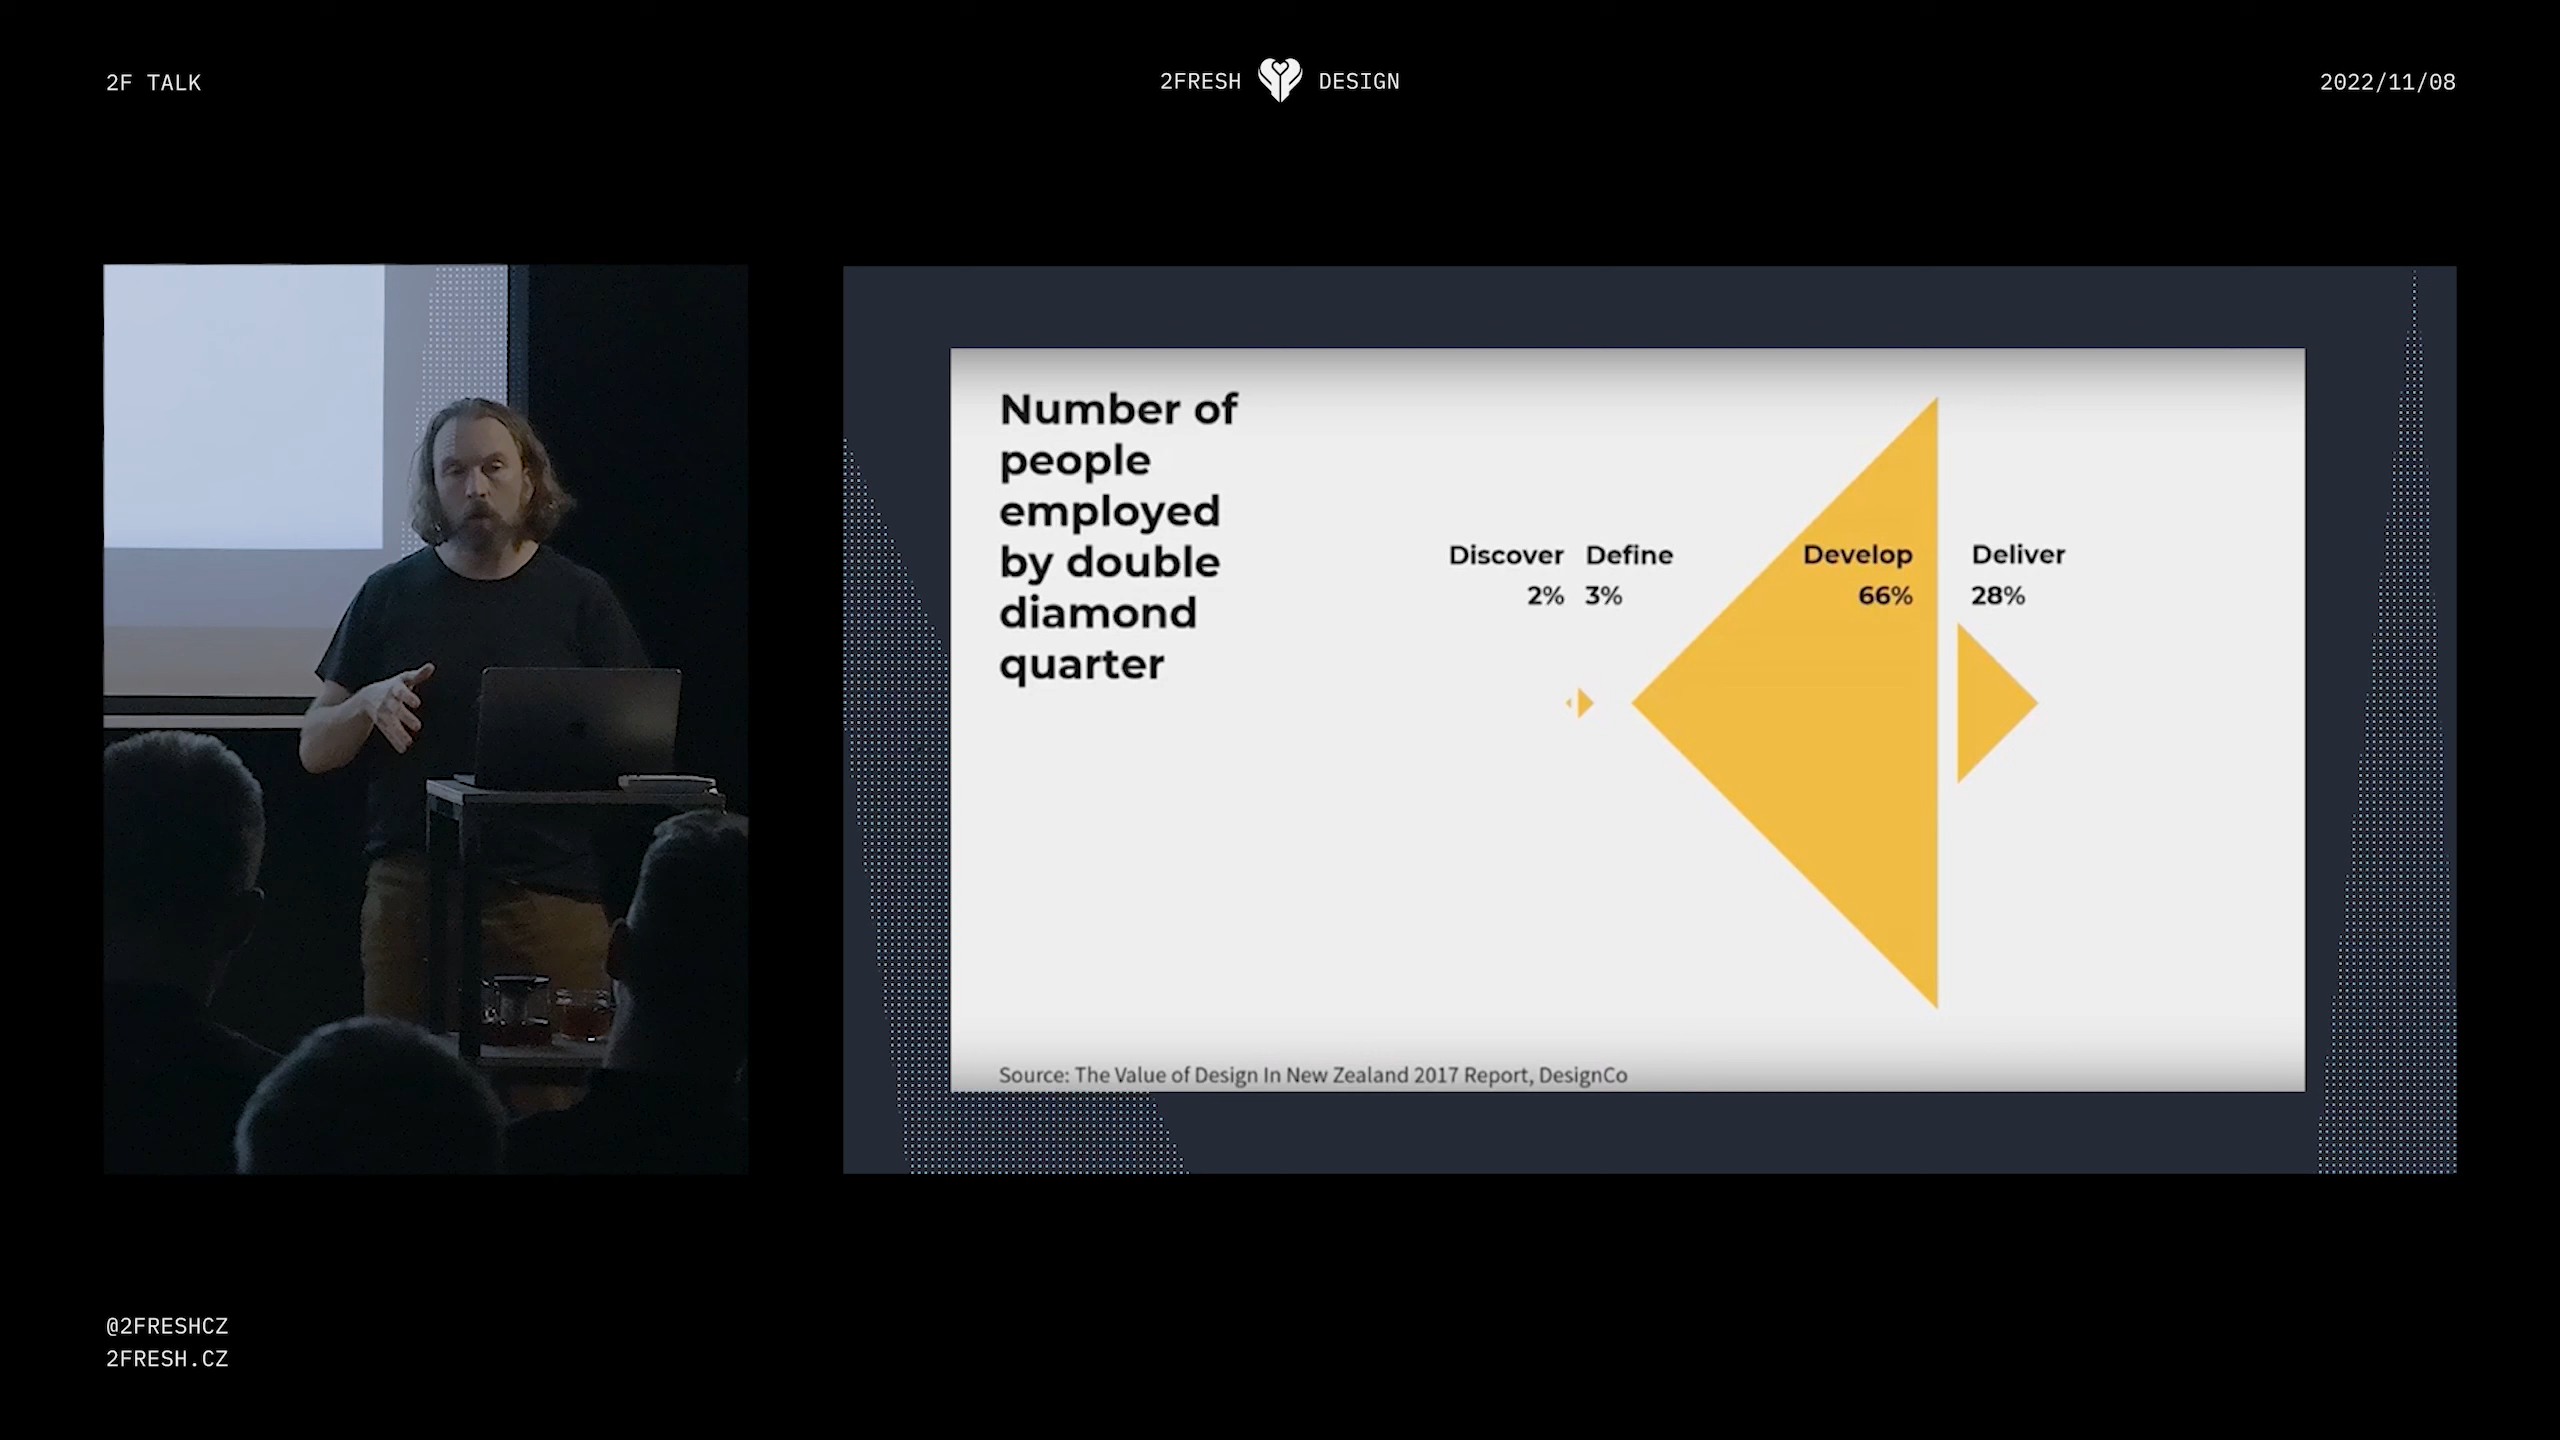 2F TALK
2FRESH DESIGN
2022/11/08
Number of
people
employed
by double
diamond
quarter
Discover Define Develop Deliver
2% 3% 66% 28%
Source: The Value of Design In New Zealand 2017 Report, DesignCo
@2FRESHCZ
2FRESH.CZ